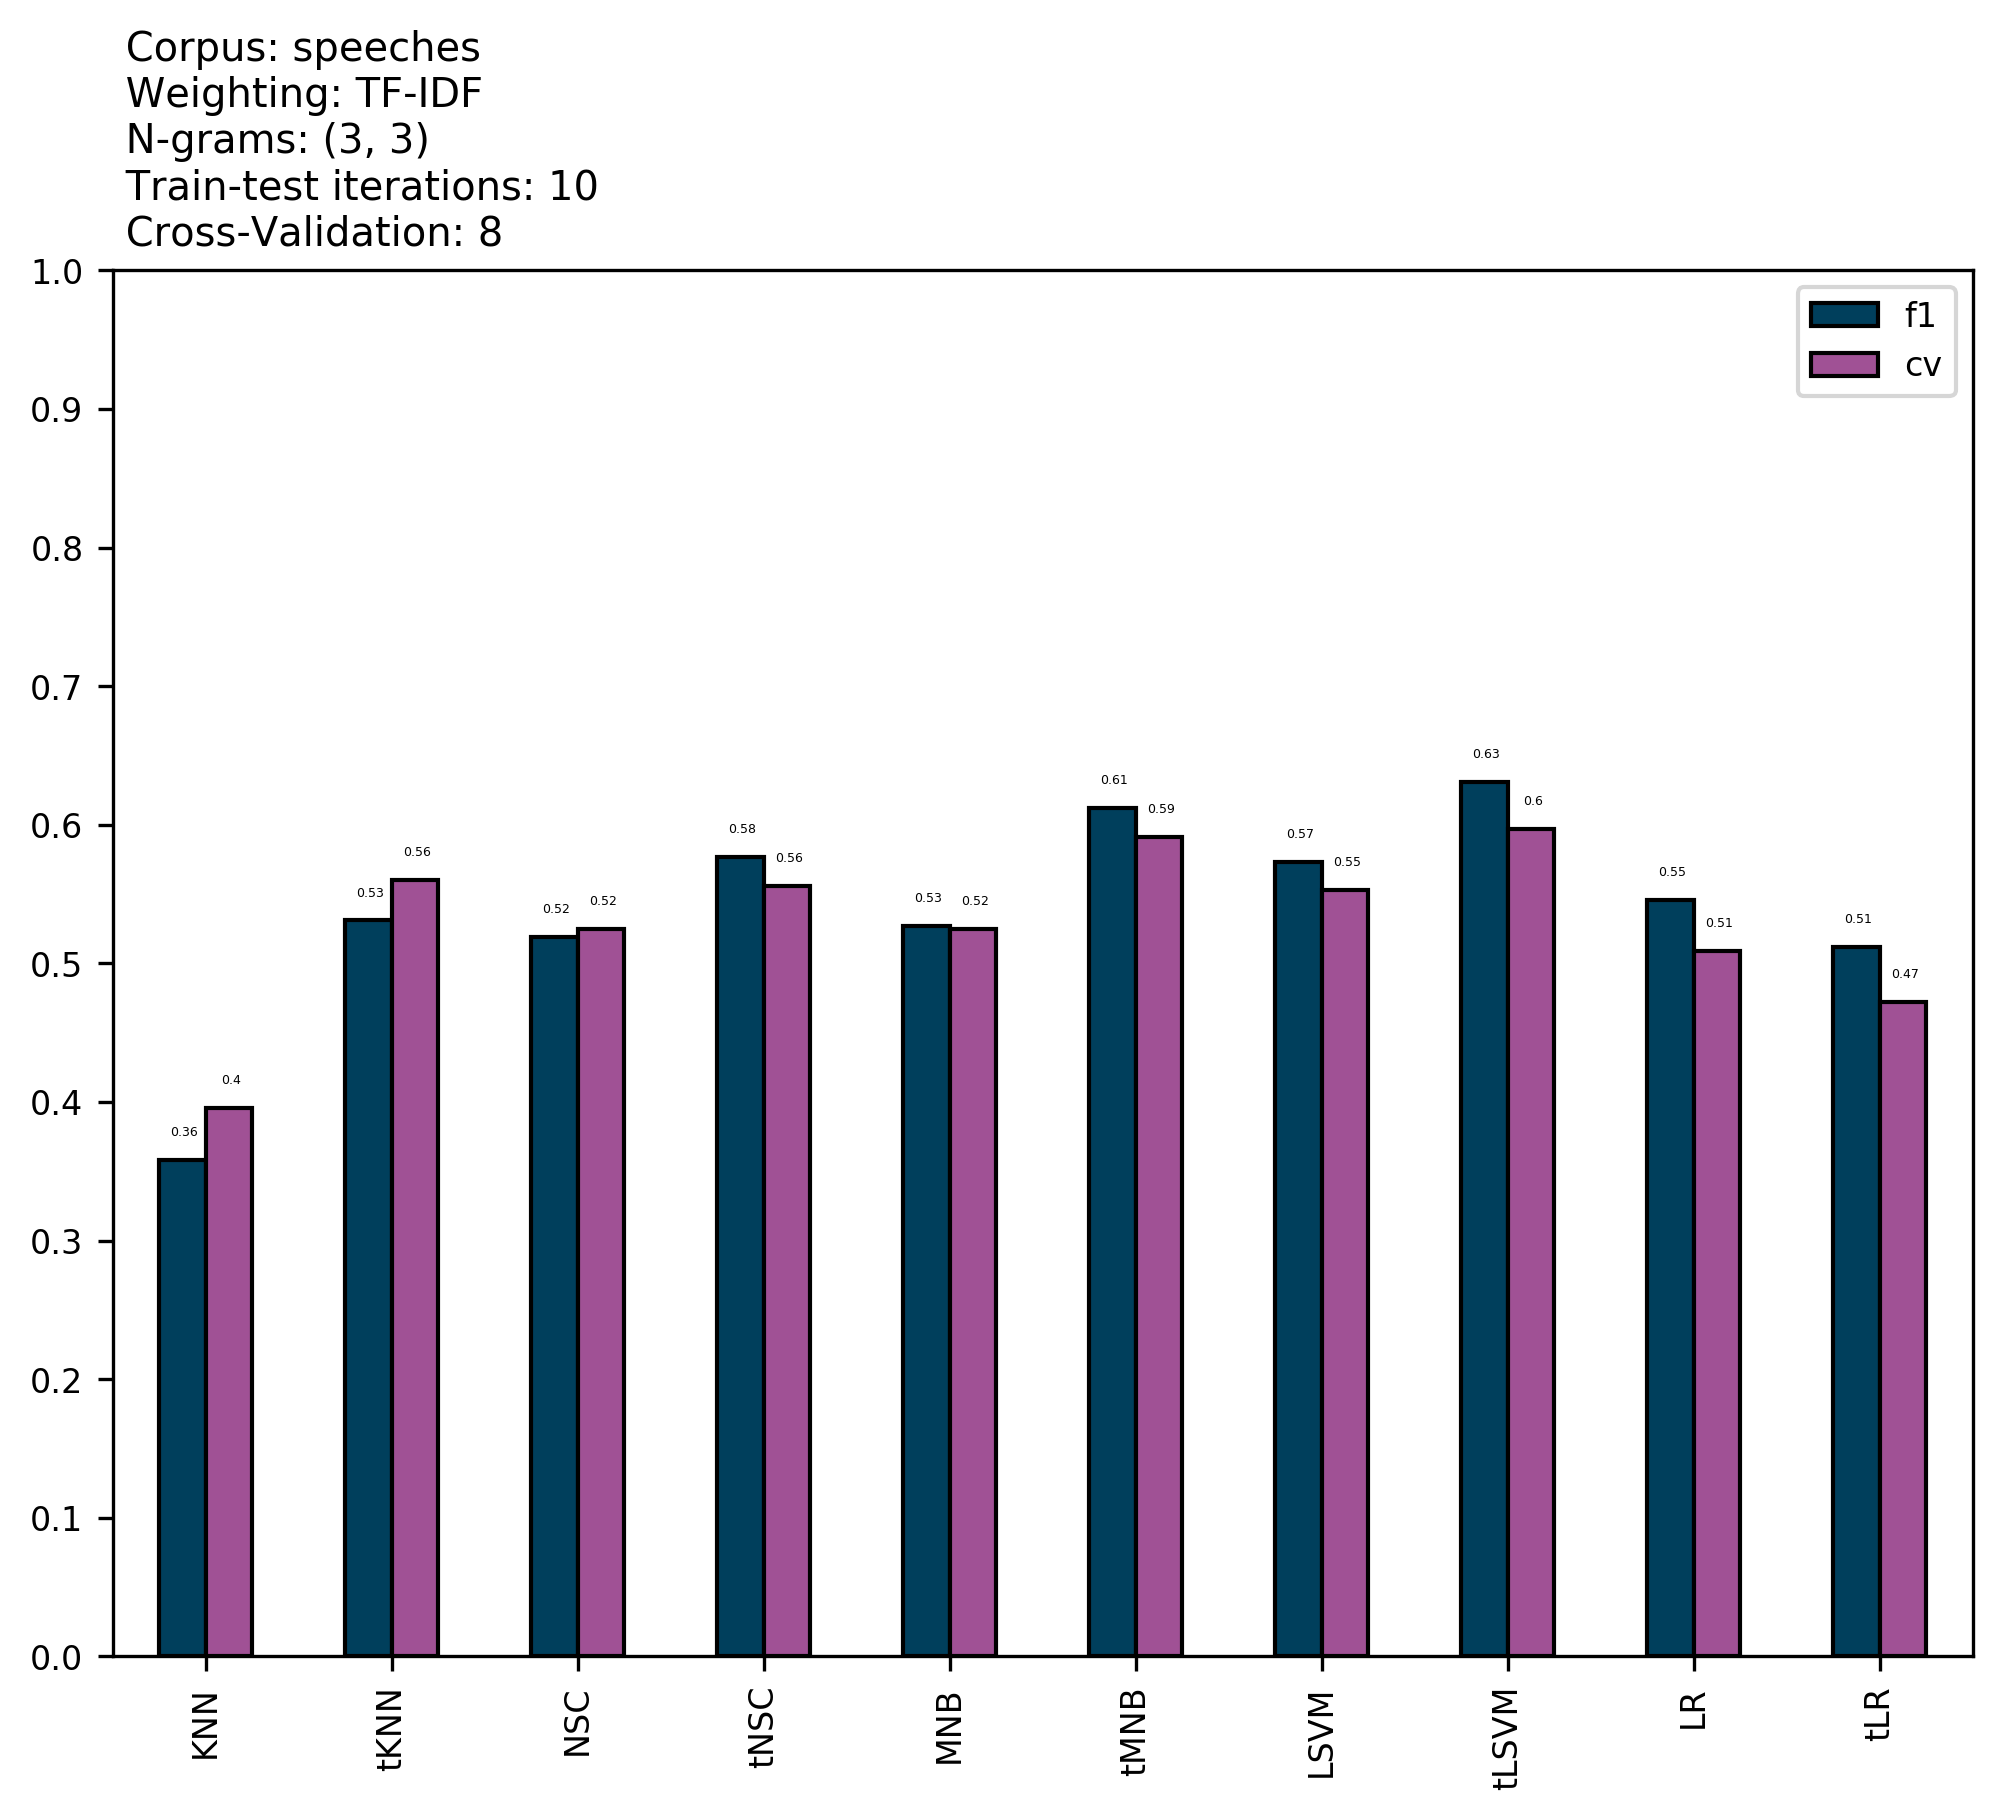 Corpus: speeches
Weighting: TF-IDF
N-grams: (3, 3)
Train-test iterations: 10
Cross-Validation: 8
1.0
0.9
0.8
0.7
0.6
0.5
0.4
0.3
0.2
0.1
0.0
f1
cv
0.36
0.4
0.53
0.56
0.52
0.52
0.58
0.56
0.53
0.52
0.61
0.59
0.57
0.55
0.63
0.6
0.55
0.51
0.51
0.47
KNN
tKNN
NSC
tNSC
MNB
tMNB
LSVM
tLSVM
LR
tLR